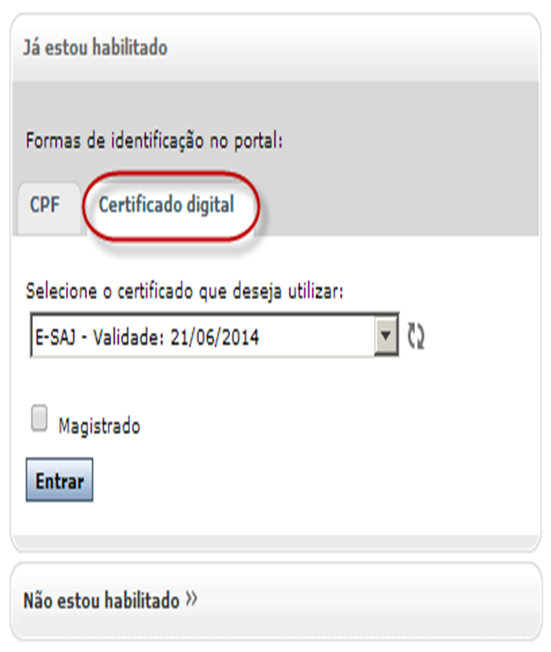 Já estou habilitado
Formas de identificação no portal:
CPF Certificado digital
Selecione o certificado que deseja utilizar:
E-SAJ - Validade: 21/06/2014
Magistrado
Entrar
Não estou habilitado »